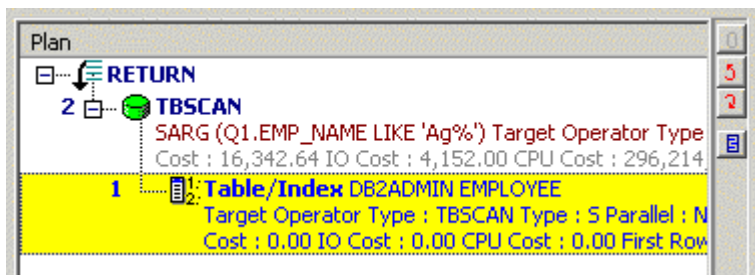 Plan
RETURN
2 TBSCAN
SARG (Q1.EMP_NAME LIKE 'Ag%') Target Operator Type
Cost : 16,342.64 IO Cost : 4,152.00 CPU Cost : 296,214
1 Table/Index DB2ADMIN EMPLOYEE
Target Operator Type : TBSCAN Type : S Parallel : N
Cost : 0.00 IO Cost : 0.00 CPU Cost : 0.00 First Row